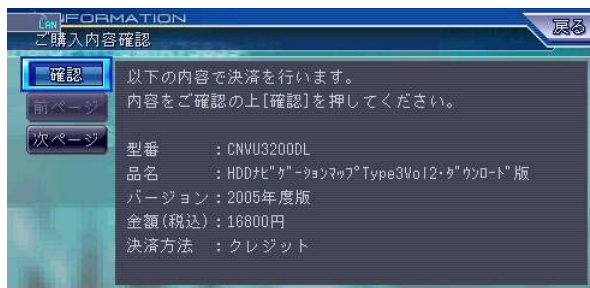 LAN INFORMATION
戻る
ご購入内容確認
確認
前ページ
次ページ
以下の内容で決済を行います。
内容をご確認の上[確認]を押してください。
型番 : CNVU3200DL
品名 : HDDﾅﾋﾞｹﾞｰｼｮﾝﾏｯﾌﾟType3Vol2･ﾀﾞｳﾝﾛｰﾄﾞ版
バージョン : 2005年度版
金額(税込) : 16800円
決済方法 : クレジット